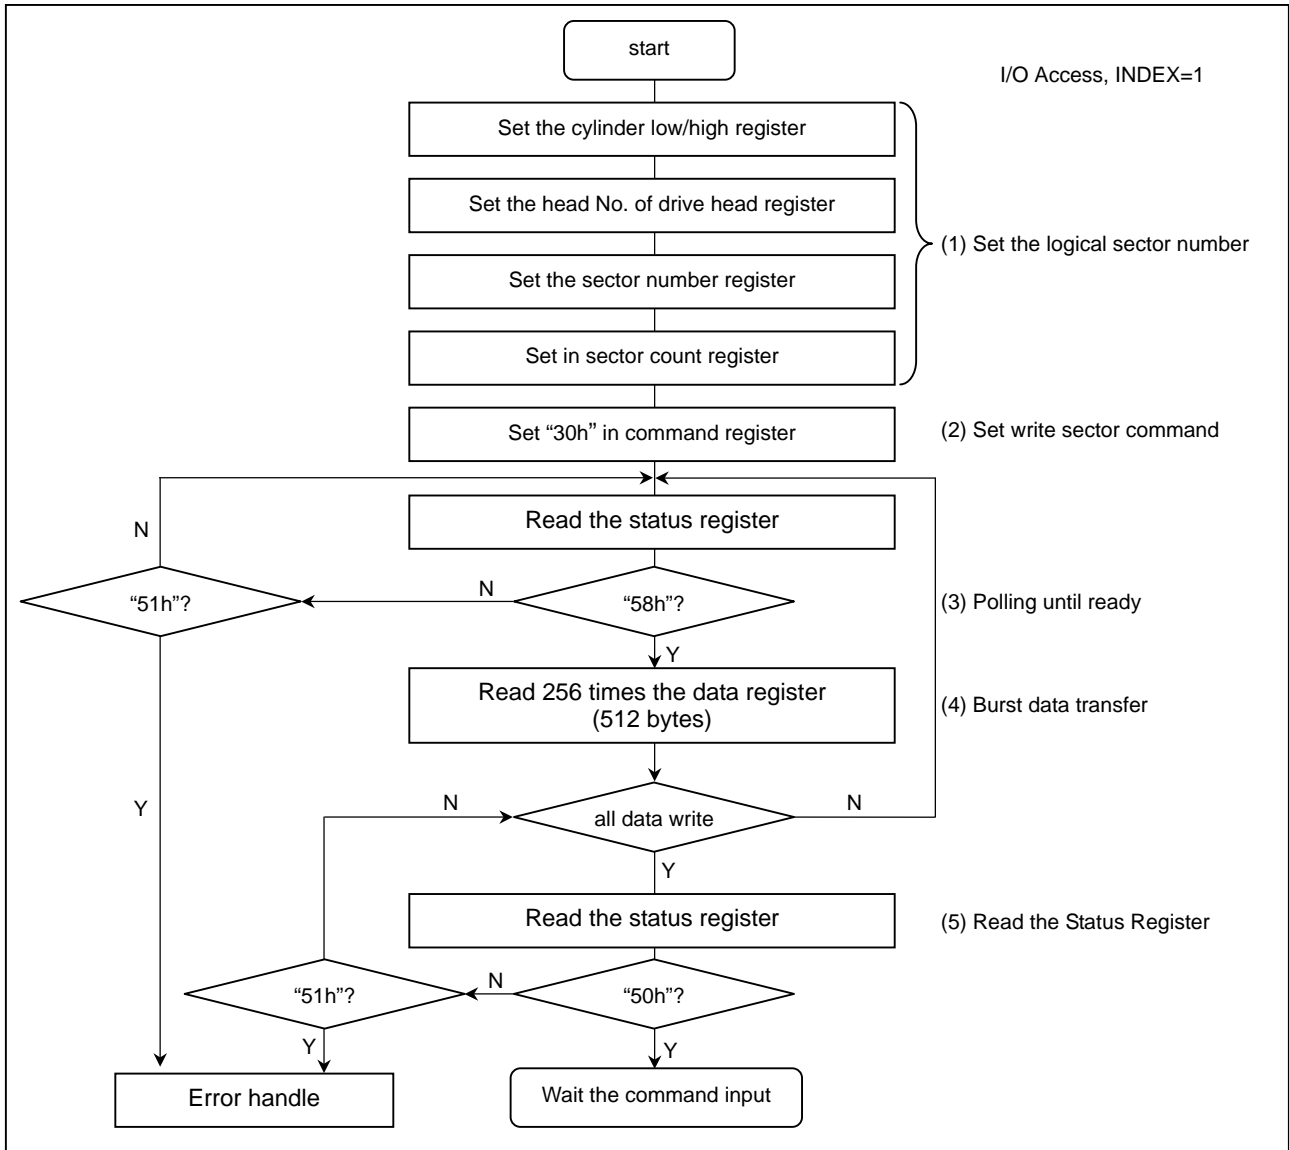 start
I/O Access, INDEX=1
Set the cylinder low/high register
Set the head No. of drive head register
(1) Set the logical sector number
Set the sector number register
Set in sector count register
Set “30h” in command register
(2) Set write sector command
Read the status register
N
“51h”?
N
“58h”?
(3) Polling until ready
Y
Read 256 times the data register
(512 bytes)
(4) Burst data transfer
Y
N
all data write
N
Y
Read the status register
(5) Read the Status Register
“51h”?
N
“50h”?
Y
Y
Error handle
Wait the command input